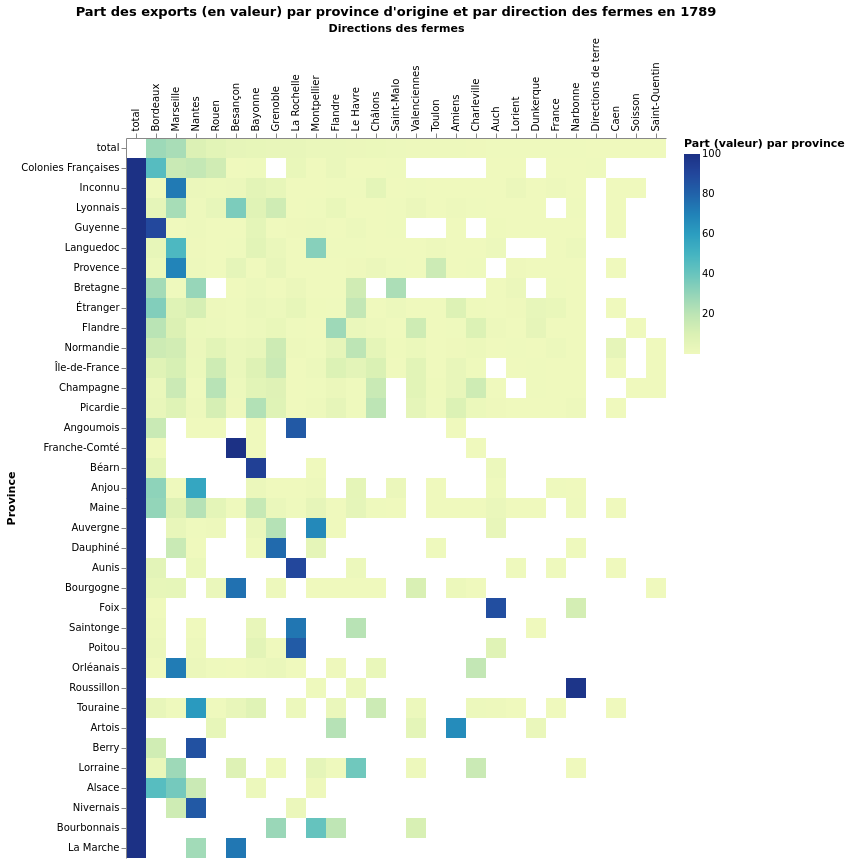 Part des exports (en valeur) par province d'origine et par direction des fermes en 1789
Directions des fermes
total
Bordeaux
Marseille
Nantes
Rouen
Besançon
Bayonne
Grenoble
La Rochelle
Montpellier
Flandre
Le Havre
Châlons
Saint-Malo
Valenciennes
Toulon
Amiens
Charleville
Auch
Lorient
Dunkerque
France
Narbonne
Directions de terre
Caen
Soisson
Saint-Quentin
Part (valeur) par province
100
80
60
40
20
Province
total
Colonies Françaises
Inconnu
Lyonnais
Guyenne
Languedoc
Provence
Bretagne
Étranger
Flandre
Normandie
Île-de-France
Champagne
Picardie
Angoumois
Franche-Comté
Béarn
Anjou
Maine
Auvergne
Dauphiné
Aunis
Bourgogne
Foix
Saintonge
Poitou
Orléanais
Roussillon
Touraine
Artois
Berry
Lorraine
Alsace
Nivernais
Bourbonnais
La Marche